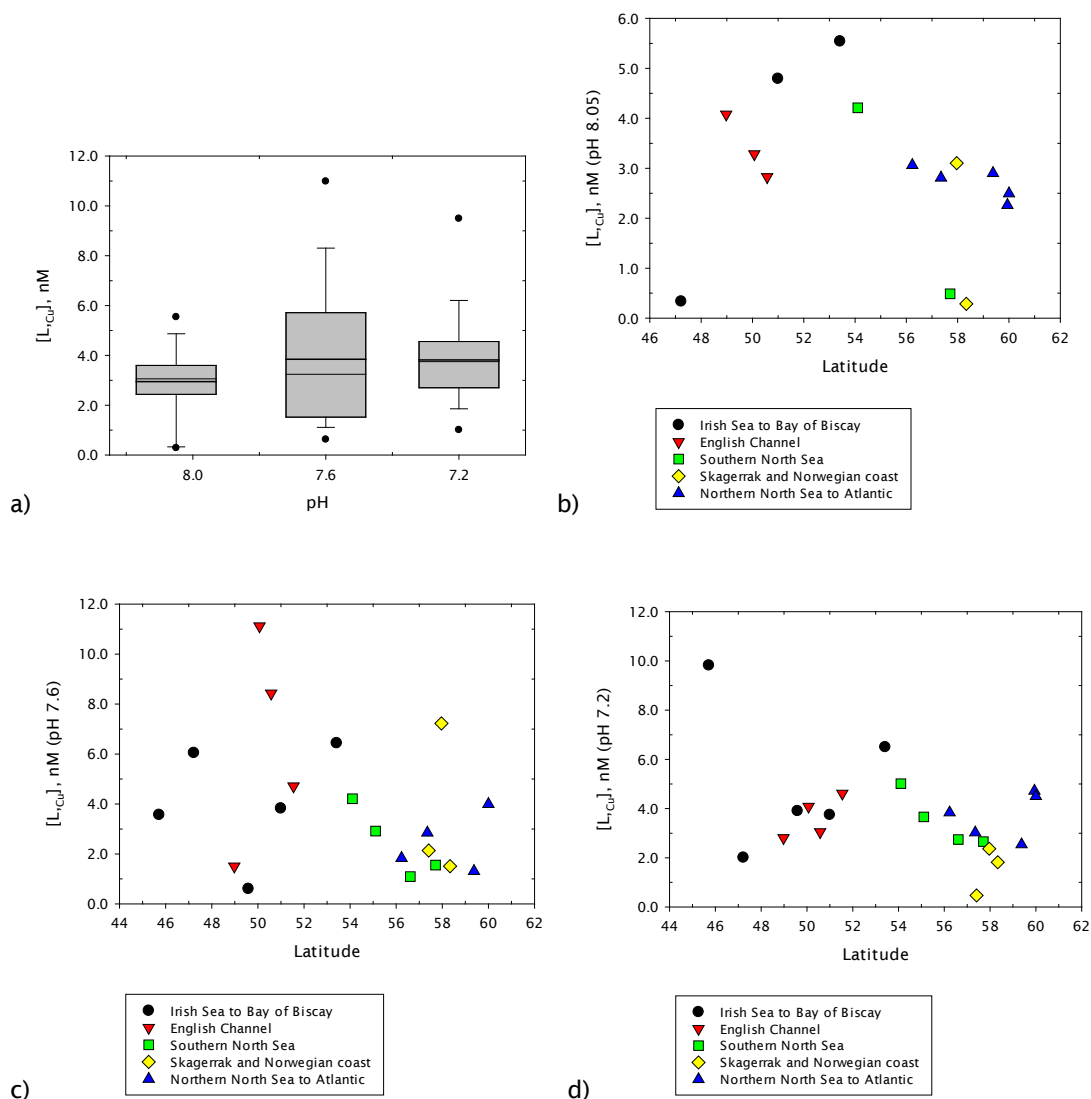 12.0
10.0
8.0
6.0
4.0
2.0
0.0
[L,Cu], nM
8.0 7.6 7.2
pH
a)
6.0
5.0
4.0
3.0
2.0
1.0
0.0
[L,Cu], nM (pH 8.05)
46 48 50 52 54 56 58 60 62
Latitude
Irish Sea to Bay of Biscay
English Channel
Southern North Sea
Skagerrak and Norwegian coast
Northern North Sea to Atlantic
b)
12.0
10.0
8.0
6.0
4.0
2.0
0.0
[L,Cu], nM (pH 7.6)
44 46 48 50 52 54 56 58 60 62
Latitude
Irish Sea to Bay of Biscay
English Channel
Southern North Sea
Skagerrak and Norwegian coast
Northern North Sea to Atlantic
c)
12.0
10.0
8.0
6.0
4.0
2.0
0.0
[L,Cu], nM (pH 7.2)
44 46 48 50 52 54 56 58 60 62
Latitude
Irish Sea to Bay of Biscay
English Channel
Southern North Sea
Skagerrak and Norwegian coast
Northern North Sea to Atlantic
d)